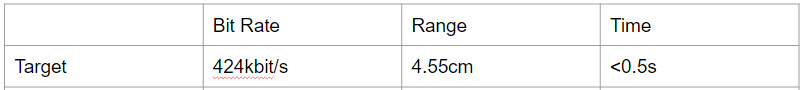 Bit Rate Range Time
Target 424kbit/s 4.55cm <0.5s